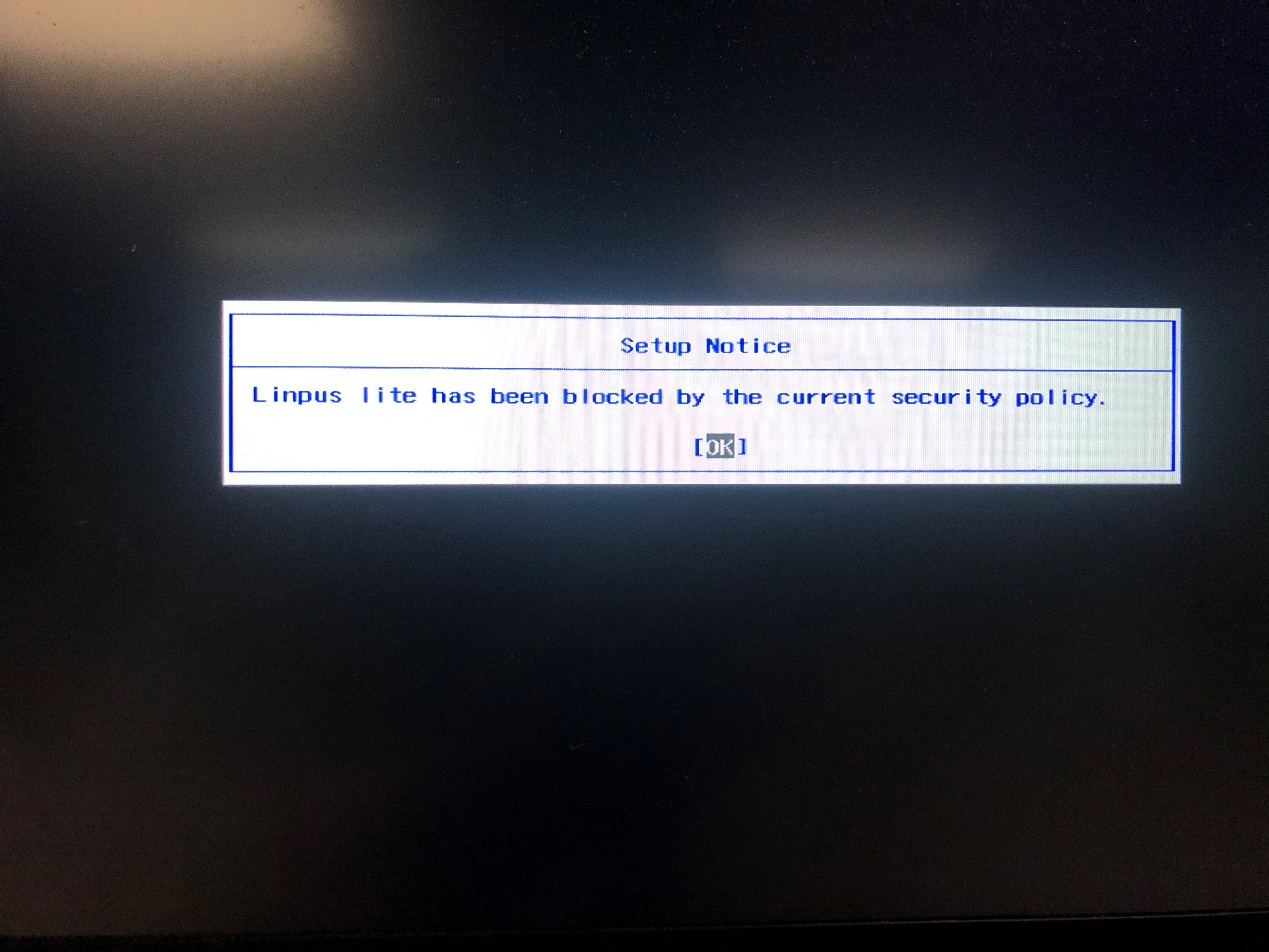 Setup Notice
Linpus lite has been blocked by the current security policy.
[OK]